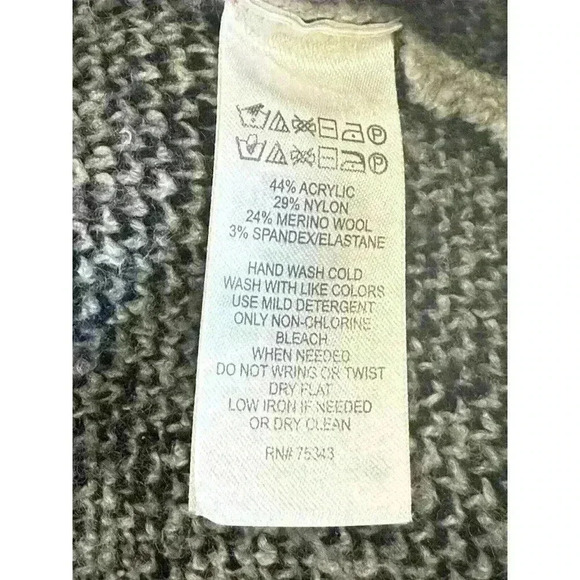 44% ACRYLIC
29% NYLON
24% MERINO WOOL
3% SPANDEX/ELASTANE
HAND WASH COLD
WASH WITH LIKE COLORS
USE MILD DETERGENT
ONLY NON-CHLORINE
BLEACH
WHEN NEEDED
DO NOT WRING OR TWIST
DRY FLAT
LOW IRON IF NEEDED
OR DRY CLEAN
RN# 75343